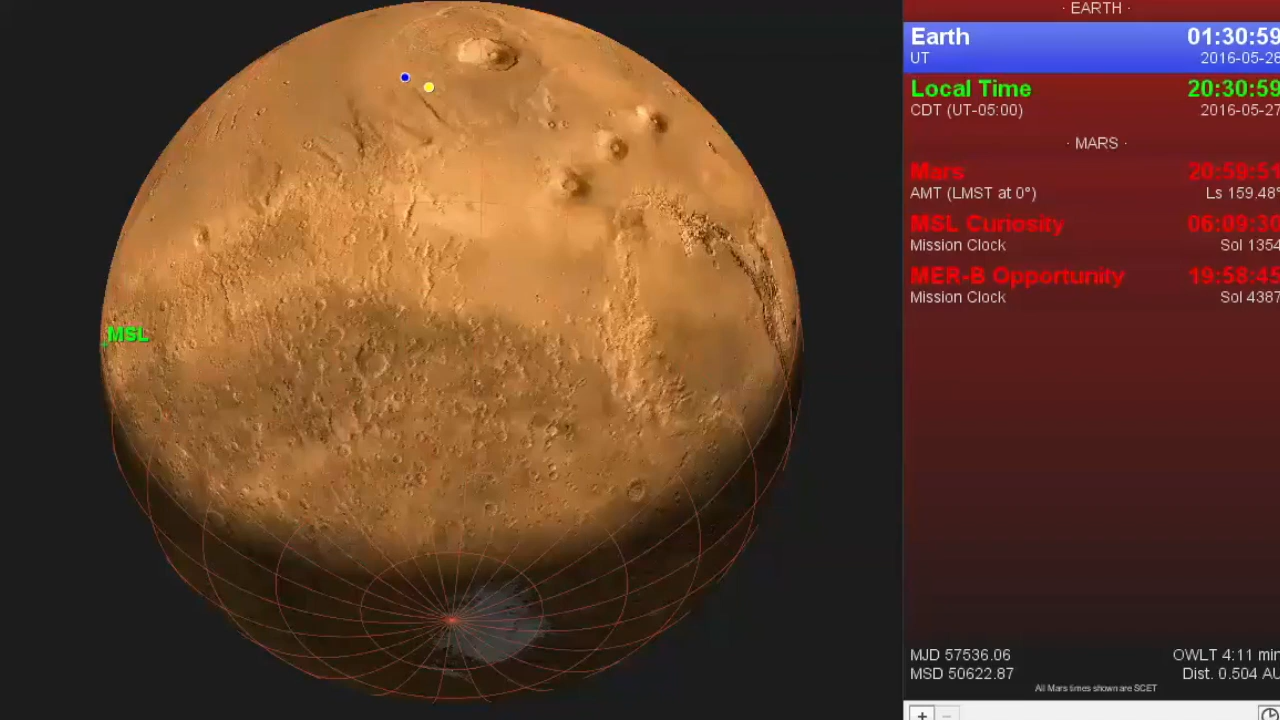 · EARTH ·
Earth 01:30:59
UT 2016-05-28
Local Time 20:30:59
CDT (UT-05:00) 2016-05-27
· MARS ·
Mars 20:59:51
AMT (LMST at 0°) Ls 159.48°
MSL Curiosity 06:09:30
Mission Clock Sol 1354
MER-B Opportunity 19:58:45
Mission Clock Sol 4387
MSL
MJD 57536.06 OWLT 4:11 min
MSD 50622.87 Dist. 0.504 AU
All Mars times shown are SCET